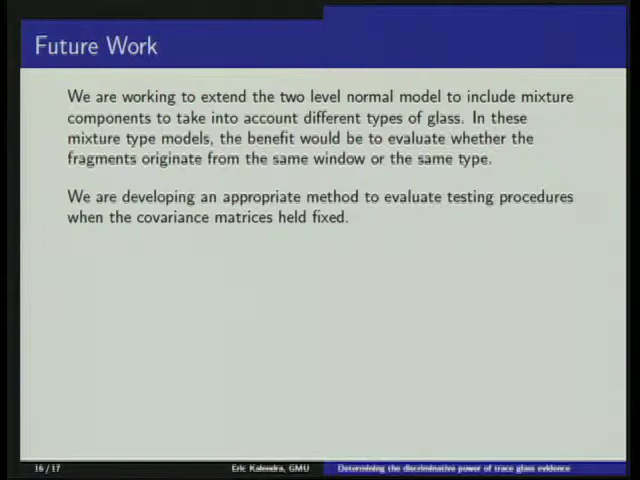 Future Work
We are working to extend the two level normal model to include mixture
components to take into account different types of glass. In these
mixture type models, the benefit would be to evaluate whether the
fragments originate from the same window or the same type.
We are developing an appropriate method to evaluate testing procedures
when the covariance matrices held fixed.
16 / 17
Eric Kalendra, GMU
Determining the discriminative power of trace glass evidence